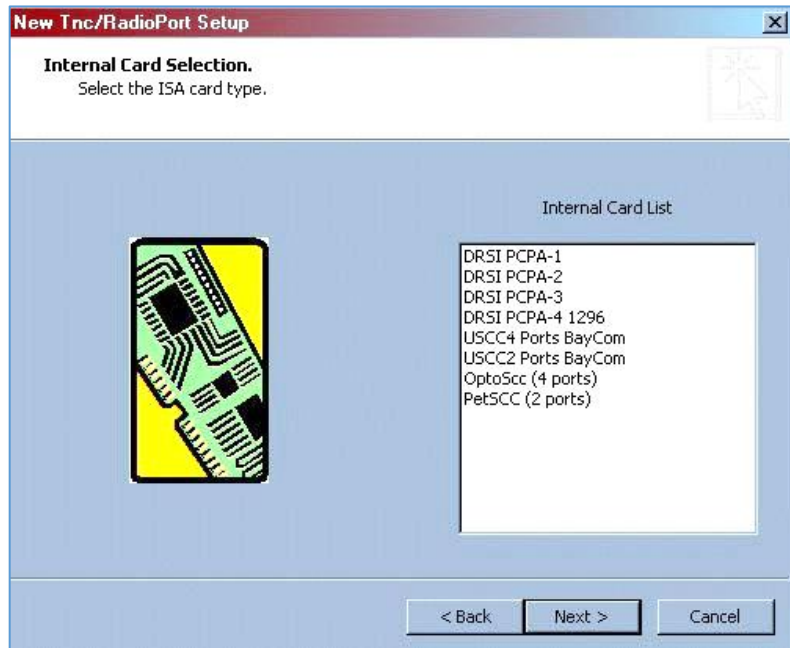 New Tnc/RadioPort Setup
Internal Card Selection.
Select the ISA card type.
Internal Card List
DRSI PCPA-1
DRSI PCPA-2
DRSI PCPA-3
DRSI PCPA-4 1296
USCC4 Ports BayCom
USCC2 Ports BayCom
OptoScc (4 ports)
PetSCC (2 ports)
< Back
Next >
Cancel